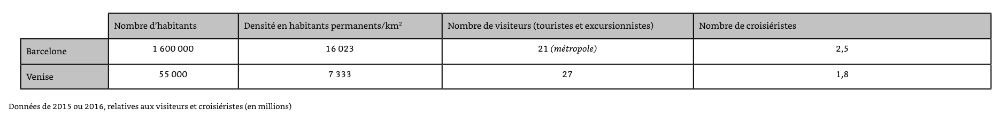 Nombre d'habitants Densité en habitants permanents/km² Nombre de visiteurs (touristes et excursionnistes) Nombre de croisiéristes
Barcelone 1 600 000 16 023 21 (métropole) 2,5
Venise 55 000 7 333 27 1,8
Données de 2015 ou 2016, relatives aux visiteurs et croisiéristes (en millions)